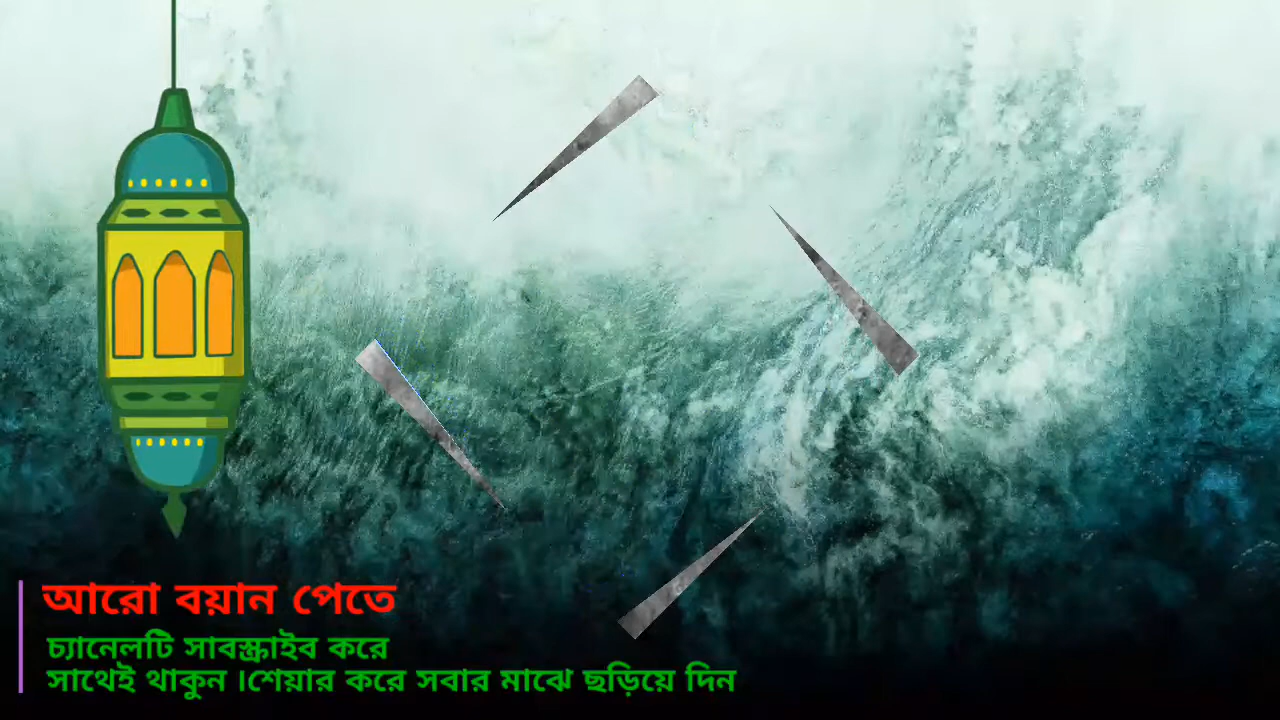 আরো বয়ান পেতে
চ্যানেলটি সাবস্ক্রাইব করে
সাথেই থাকুন ।শেয়ার করে সবার মাঝে ছড়িয়ে দিন